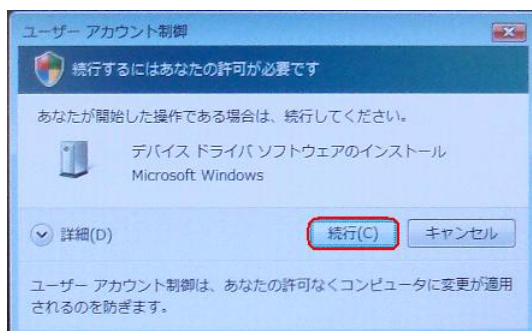 ユーザー アカウント制御
続行するにはあなたの許可が必要です
あなたが開始した操作である場合は、続行してください。
デバイス ドライバ ソフトウェアのインストール
Microsoft Windows
詳細(D)
続行(C)
キャンセル
ユーザー アカウント制御は、あなたの許可なくコンピュータに変更が適用
されるのを防ぎます。